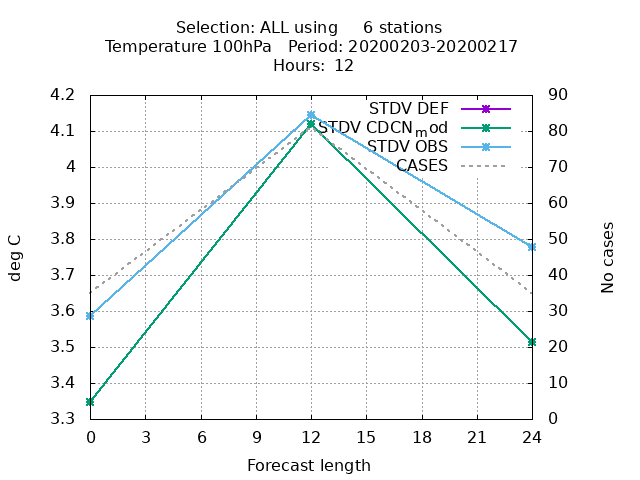 Selection: ALL using     6 stations
Temperature 100hPa   Period: 20200203-20200217
Hours:  12
4.2
4.1
4
3.9
3.8
3.7
3.6
3.5
3.4
3.3
deg C
STDV DEF
STDV CDCNmod
STDV OBS
CASES
90
80
70
60
50
40
30
20
10
0
No cases
0 3 6 9 12 15 18 21 24
Forecast length